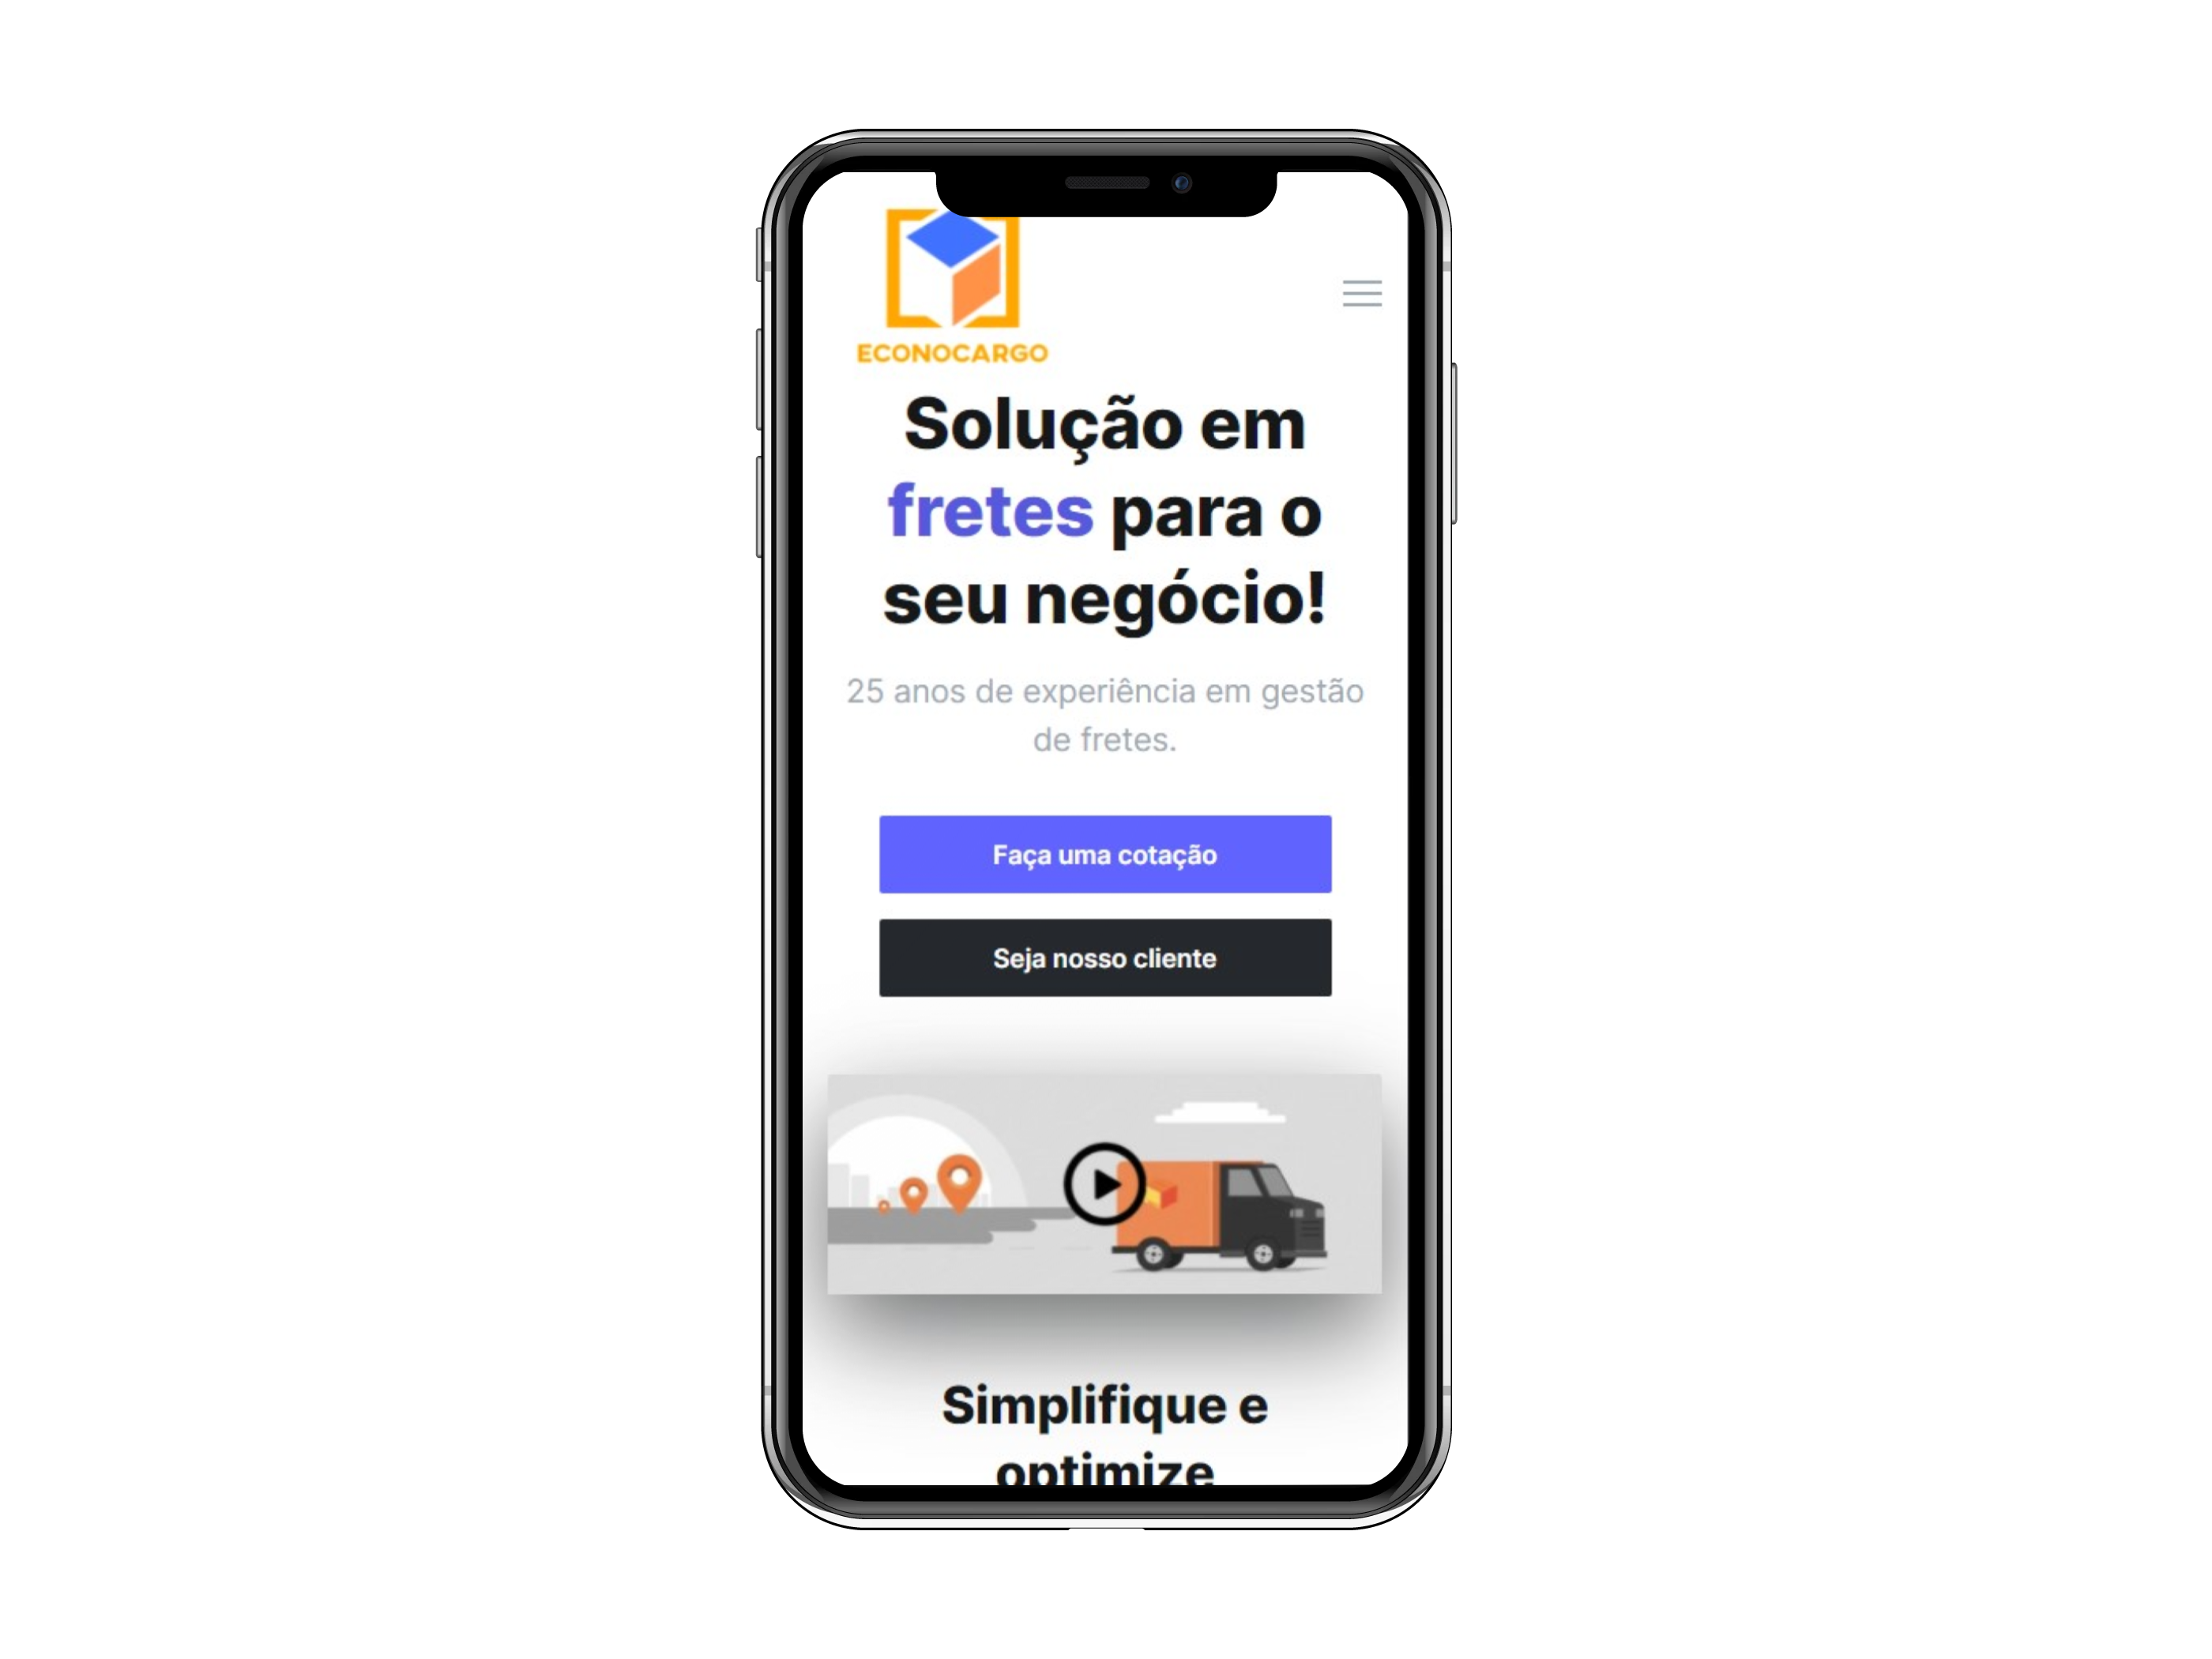 ECONOCARGO
Solução em
fretes para o
seu negócio!
25 anos de experiência em gestão
de fretes.
Faça uma cotação
Seja nosso cliente
Simplifique e
optimize